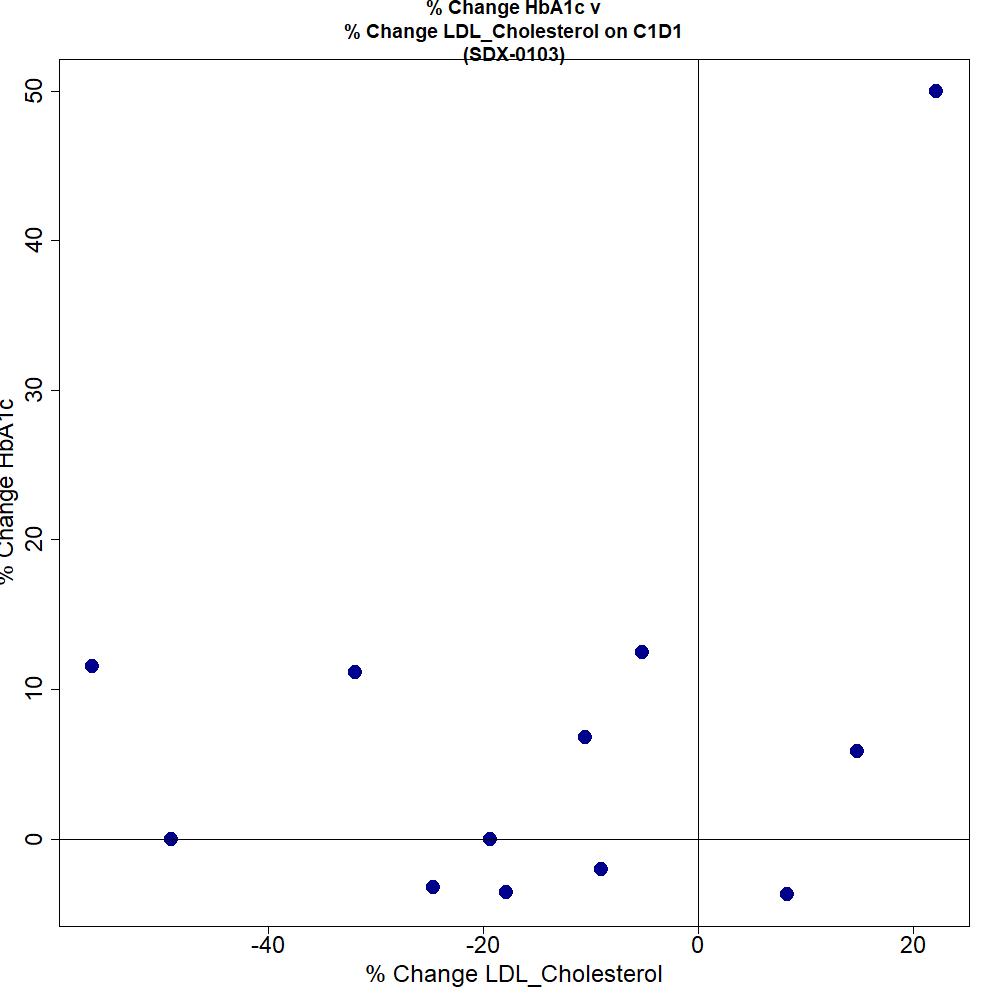 % Change HbA1c v
% Change LDL_Cholesterol on C1D1
(SDX-0103)
50
40
30
20
10
0
% Change HbA1c
-40
-20
0
20
% Change LDL_Cholesterol